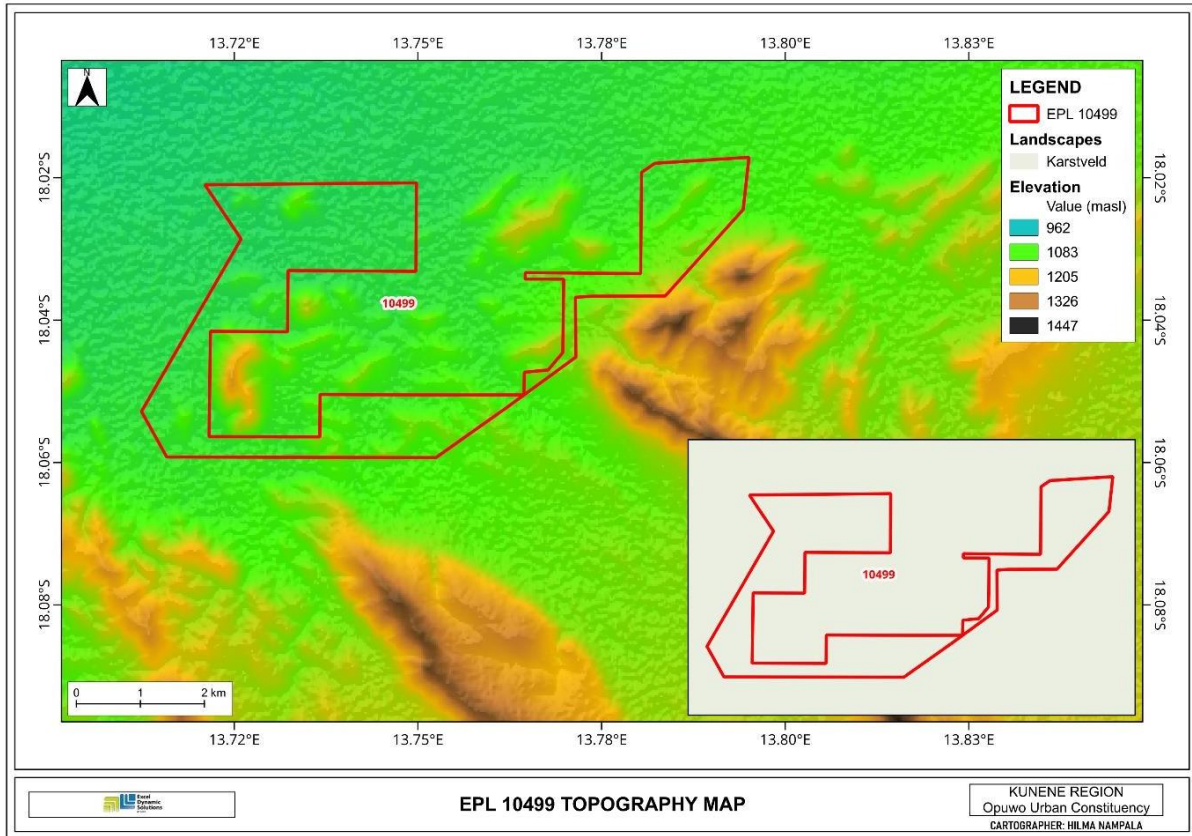 13.72°E 13.75°E 13.78°E 13.80°E 13.83°E
N
LEGEND
EPL 10499
Landscapes
Karstveld
Elevation
Value (masl)
962
1083
1205
1326
1447
18.02°S 18.02°S
10499
18.04°S 18.04°S
18.06°S 18.06°S
10499
18.08°S 18.08°S
0 1 2 km
13.72°E 13.75°E 13.78°E 13.80°E 13.83°E
Excel
Dynamic
Solutions
EPL 10499 TOPOGRAPHY MAP
KUNENE REGION
Opuwo Urban Constituency
CARTOGRAPHER: HILMA NAMPALA